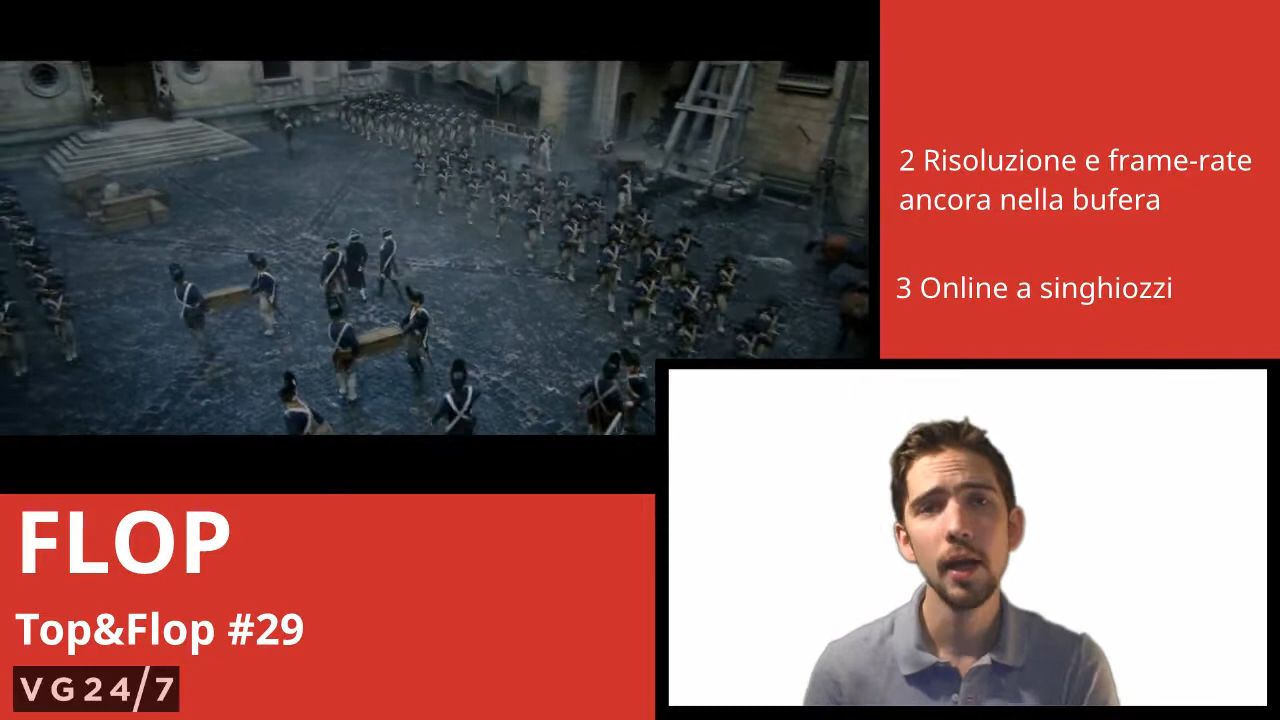 2 Risoluzione e frame-rate
ancora nella bufera
3 Online a singhiozzi
FLOP
Top&Flop #29
VG24/7